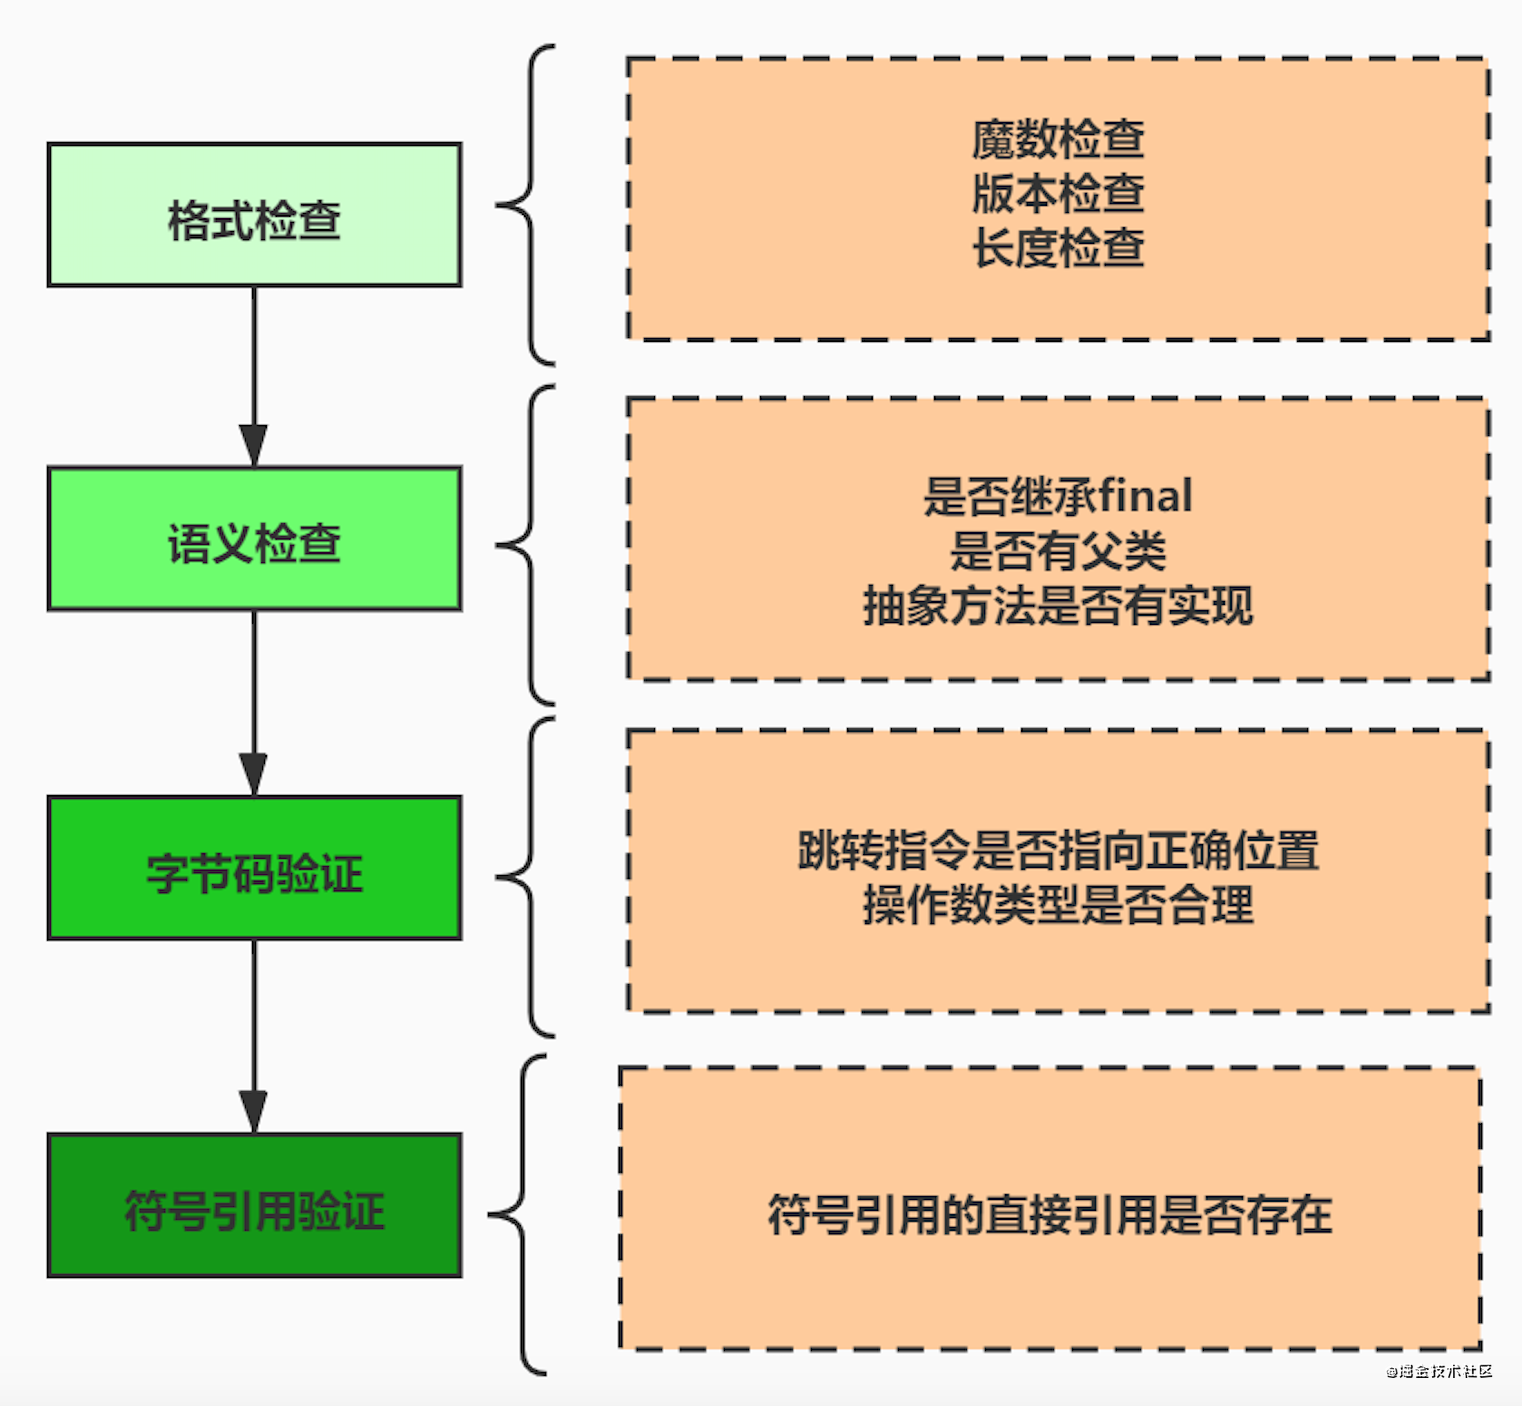 格式检查
魔数检查
版本检查
长度检查
语义检查
是否继承final
是否有父类
抽象方法是否有实现
字节码验证
跳转指令是否指向正确位置
操作数类型是否合理
符号引用验证
符号引用的直接引用是否存在
@掘金技术社区